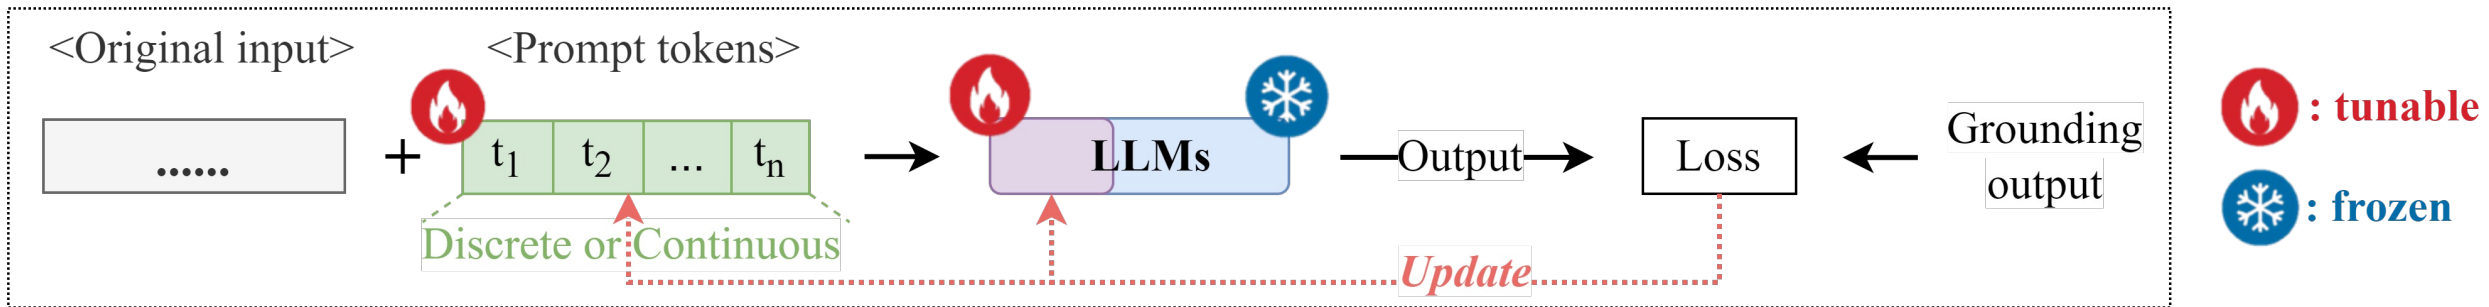 <Original input>
<Prompt tokens>
......
+
t1
t2
...
tn
Discrete or Continuous
LLMs
Output
Loss
Grounding
output
Update
: tunable
: frozen